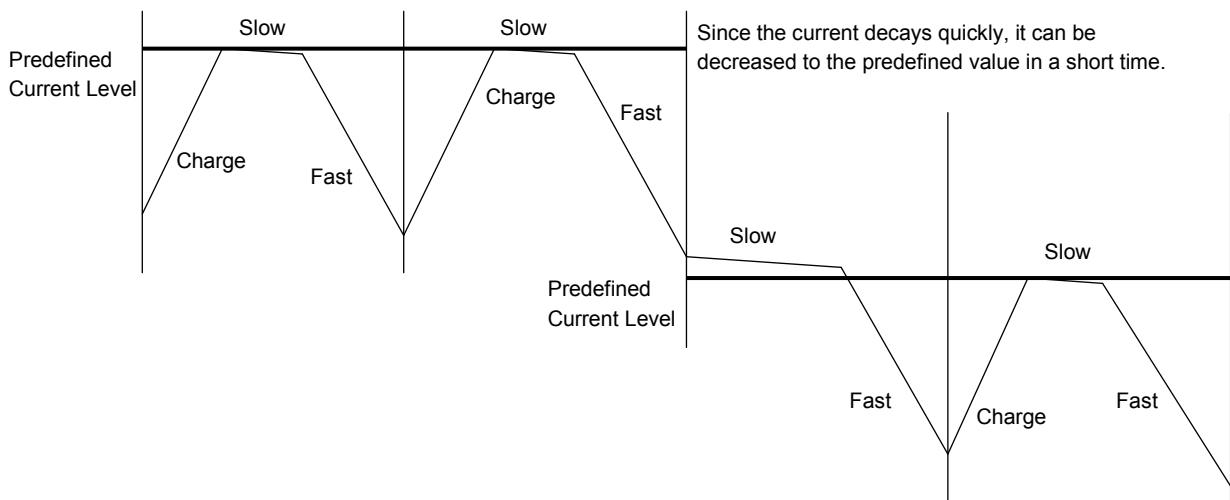 Slow
Slow
Since the current decays quickly, it can be
decreased to the predefined value in a short time.
Predefined
Current Level
Charge
Fast
Charge
Fast
Slow
Slow
Predefined
Current Level
Fast
Charge
Fast